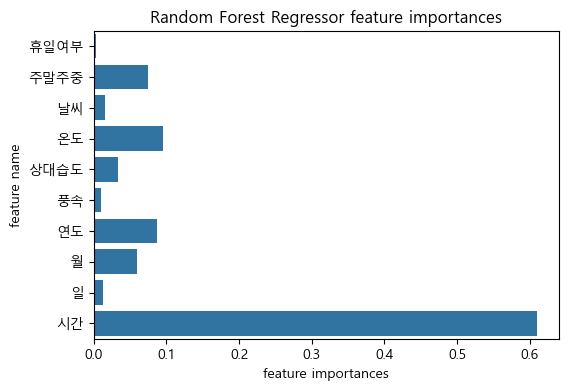 Random Forest Regressor feature importances
feature name
휴일여부
주말주중
날씨
온도
상대습도
풍속
연도
월
일
시간
0.0 0.1 0.2 0.3 0.4 0.5 0.6
feature importances